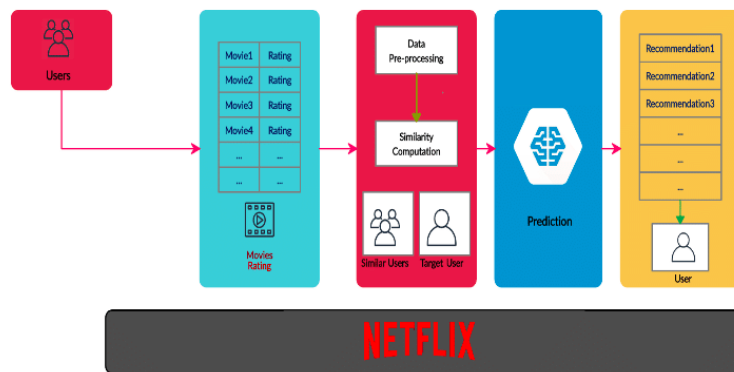 Users
Movie1 Rating
Movie2 Rating
Movie3 Rating
Movie4 Rating
... ...
... ...
Movies
Rating
Data
Pre-processing
Similarity
Computation
Similar Users Target User
Prediction
Recommendation1
Recommendation2
Recommendation3
...
...
...
User
NETFLIX